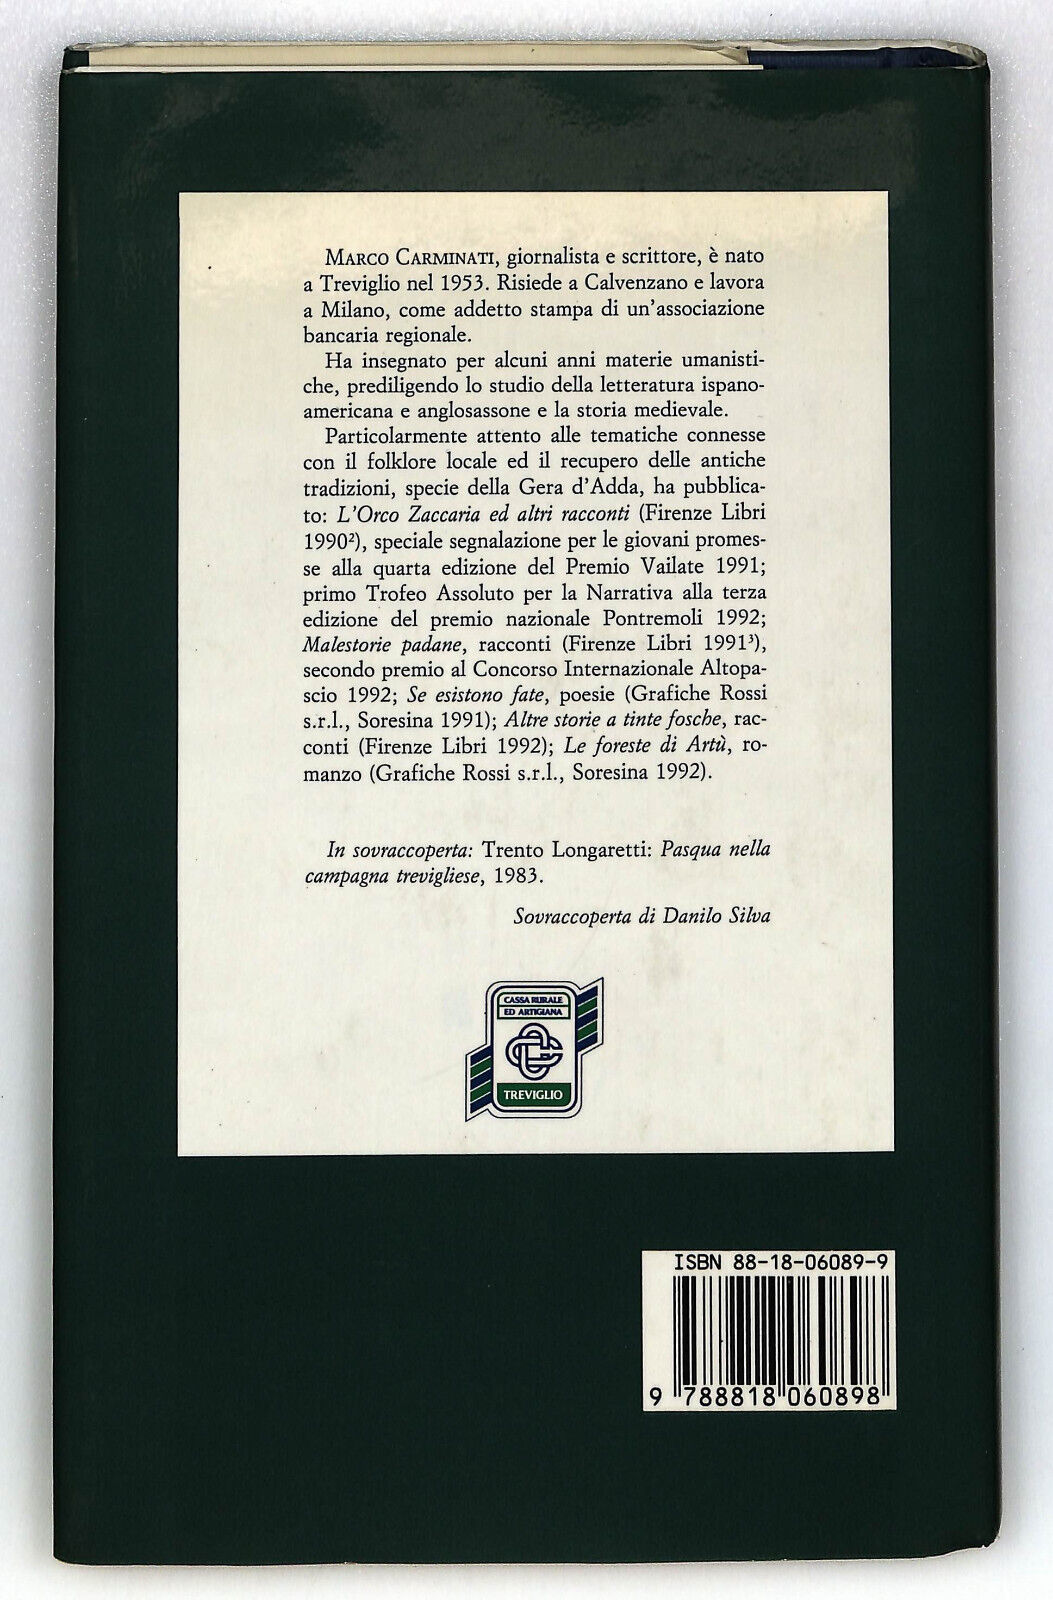 MARCO CARMINATI, giornalista e scrittore, è nato
a Treviglio nel 1953. Risiede a Calvenzano e lavora
a Milano, come addetto stampa di un'associazione
bancaria regionale.
Ha insegnato per alcuni anni materie umanisti-
che, prediligendo lo studio della letteratura ispano-
americana e anglosassone e la storia medievale.
Particolarmente attento alle tematiche connesse
con il folklore locale ed il recupero delle antiche
tradizioni, specie della Gera d'Adda, ha pubblica-
to: L'Orco Zaccaria ed altri racconti (Firenze Libri
1990²), speciale segnalazione per le giovani promes-
se alla quarta edizione del Premio Vailate 1991;
primo Trofeo Assoluto per la Narrativa alla terza
edizione del premio nazionale Pontremoli 1992;
Malestorie padane, racconti (Firenze Libri 1991³),
secondo premio al Concorso Internazionale Altopa-
scio 1992; Se esistono fate, poesie (Grafiche Rossi
s.r.l., Soresina 1991); Altre storie a tinte fosche, rac-
conti (Firenze Libri 1992); Le foreste di Artù, ro-
manzo (Grafiche Rossi s.r.l., Soresina 1992).
In sovraccoperta: Trento Longaretti: Pasqua nella
campagna trevigliese, 1983.
Sovraccoperta di Danilo Silva
CASSA RURALE
ED ARTIGIANA
TREVIGLIO
ISBN 88-18-06089-9
9 788818 060898